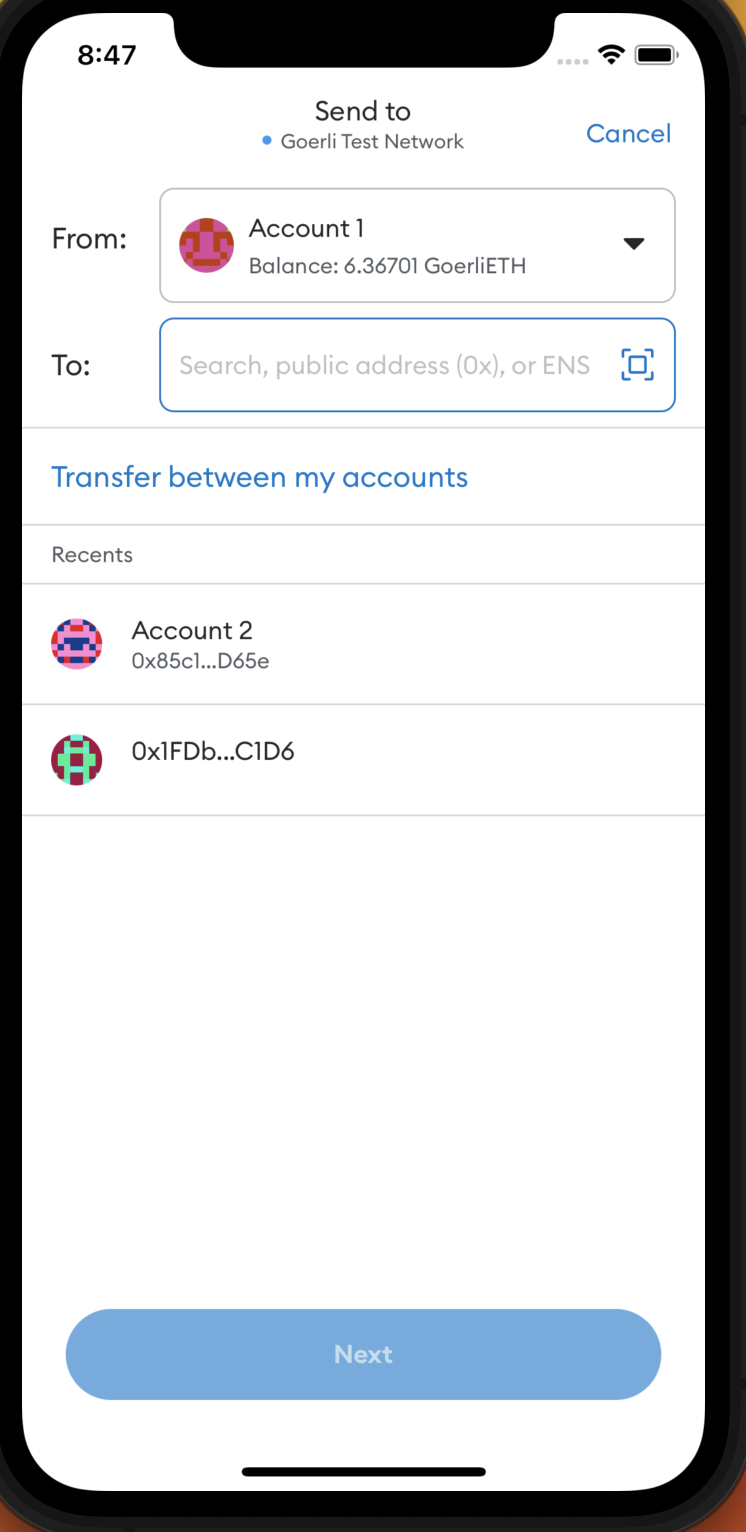 8:47
Send to
Goerli Test Network
Cancel
From:
Account 1
Balance: 6.36701 GoerliETH
To:
Search, public address (0x), or ENS
Transfer between my accounts
Recents
Account 2
0x85c1...D65e
0x1FDb...C1D6
Next